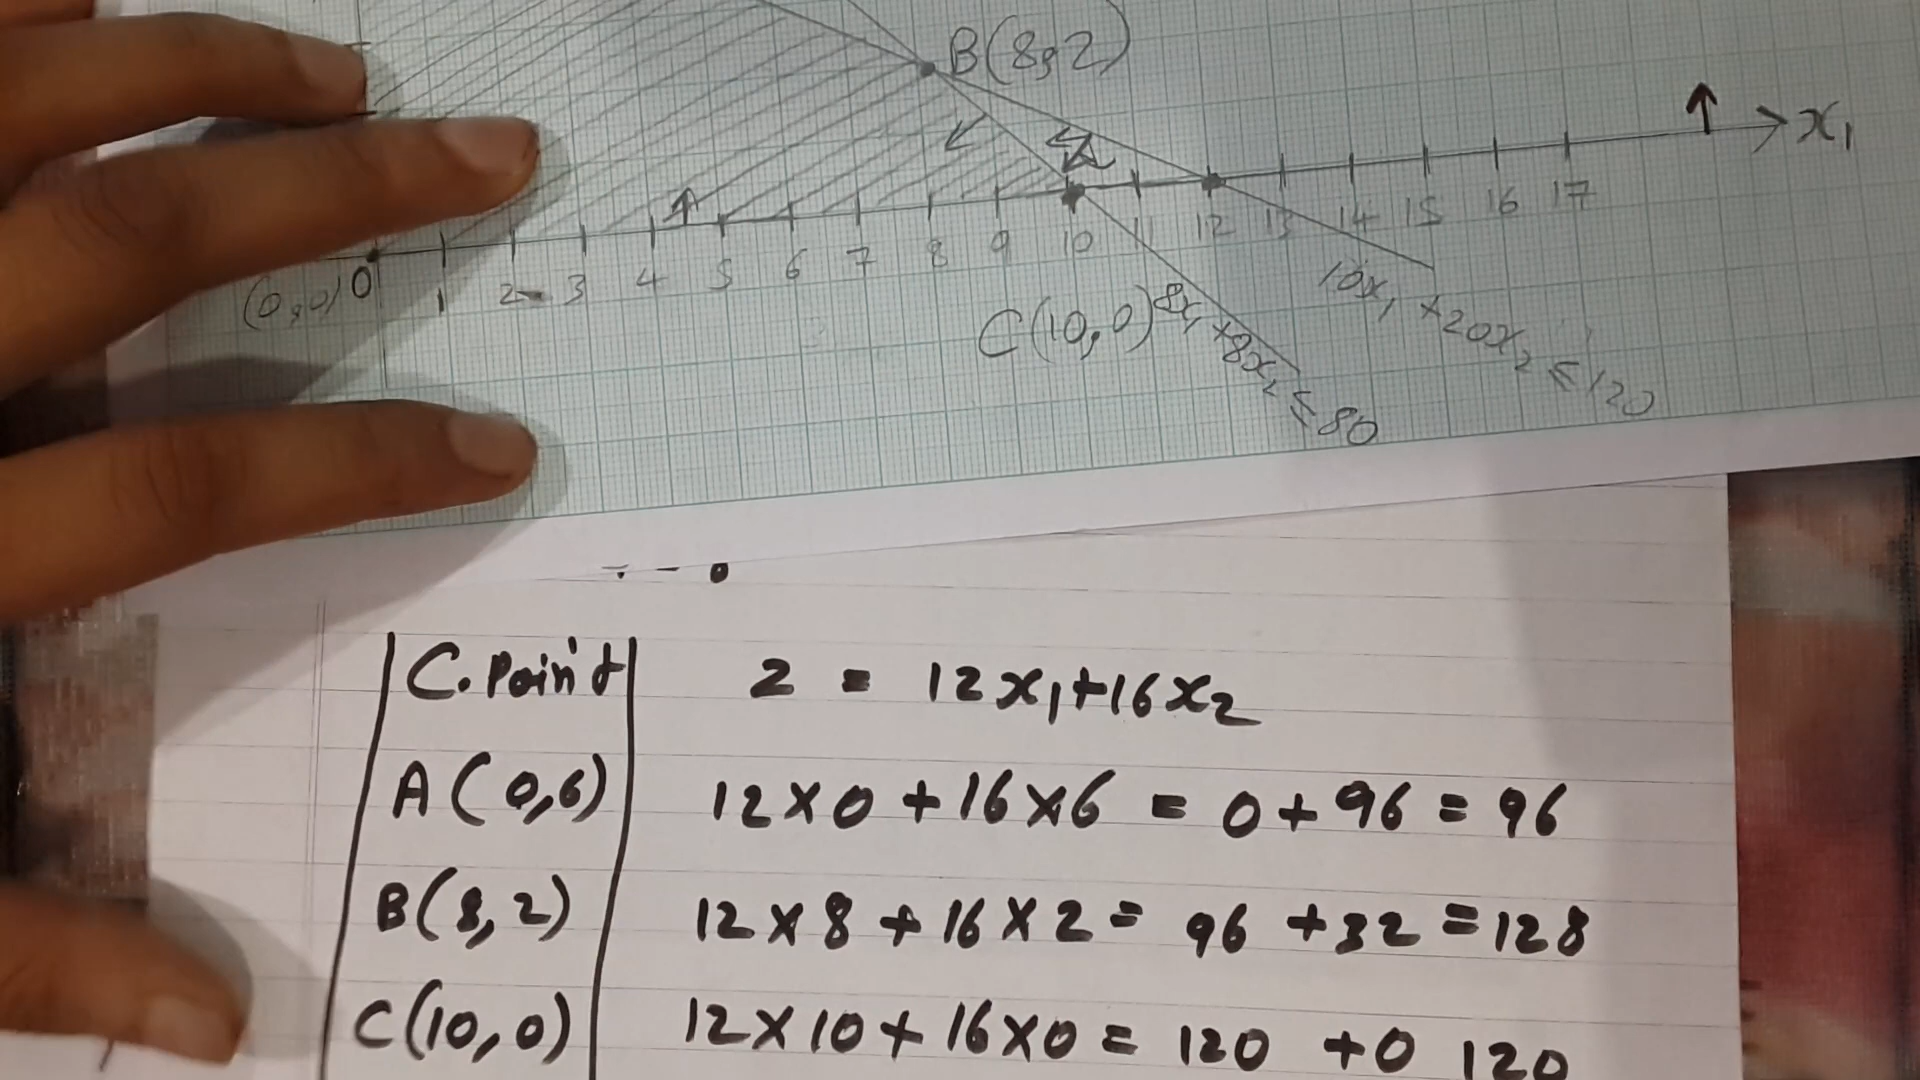 B(8,2)
x₁
(0,0) 0 1 2 3 4 5 6 7 8 9 10 11 12 13 14 15 16 17
C(10,0)
8x₁+8x₂≤80
10x₁+20x₂≤120
C.Point Z = 12x₁+16x₂
A(0,6) 12×0+16×6=0+96=96
B(8,2) 12×8+16×2=96+32=128
C(10,0) 12×10+16×0=120+0 120